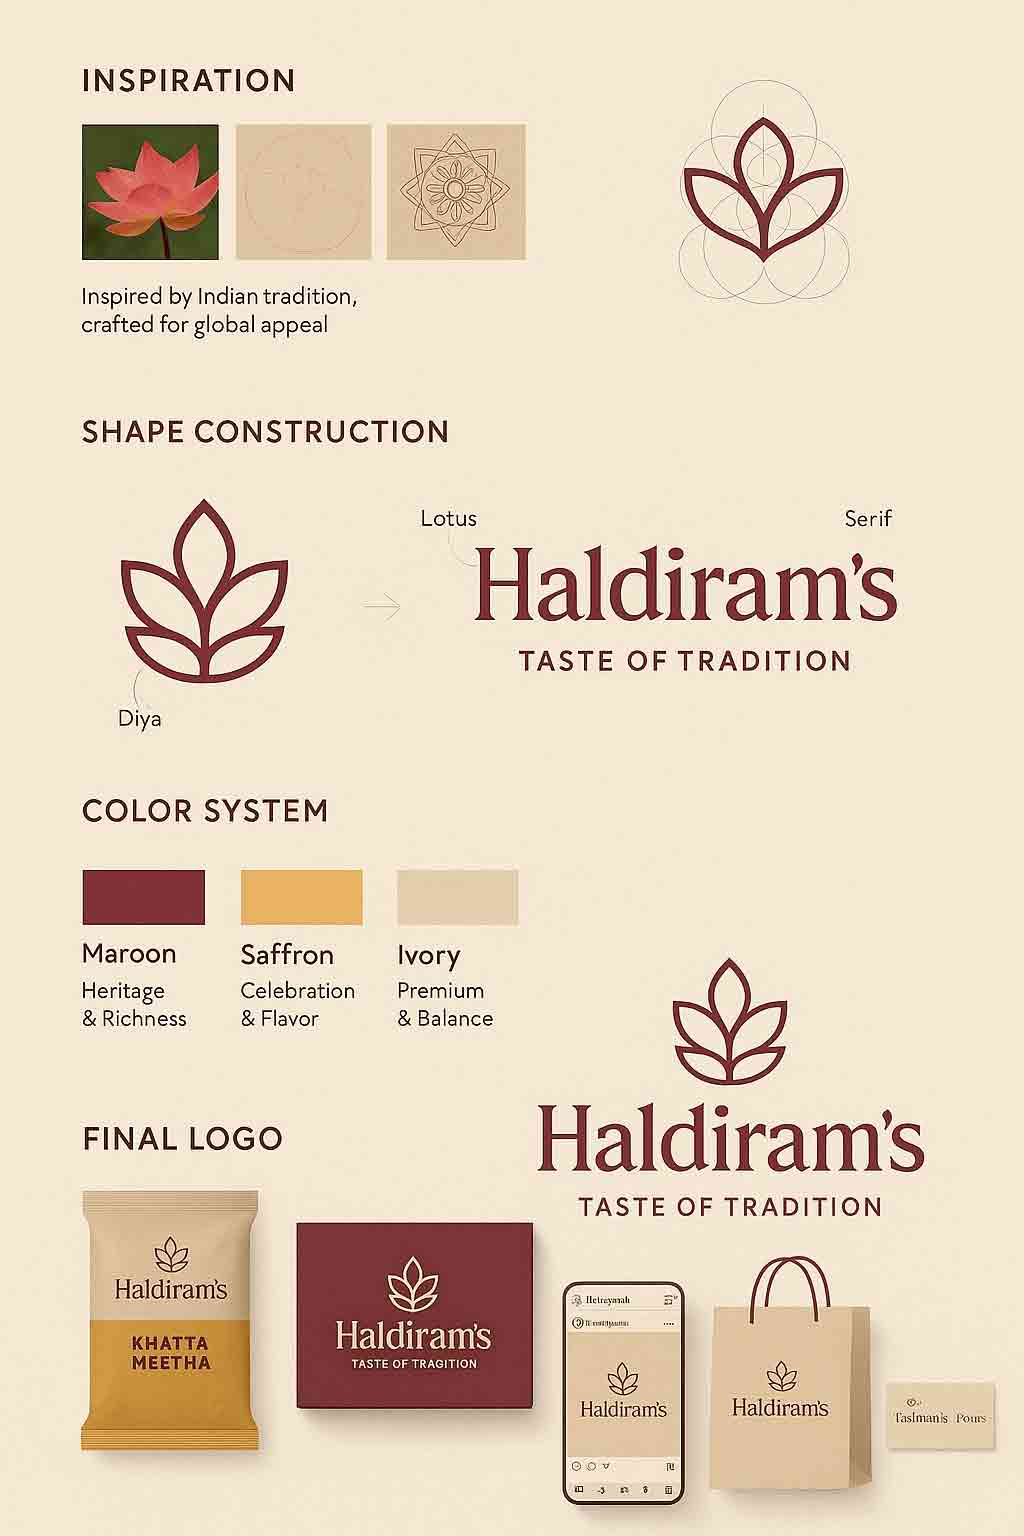 INSPIRATION
Inspired by Indian tradition,
crafted for global appeal
SHAPE CONSTRUCTION
Lotus
Serif
Haldiram's
TASTE OF TRADITION
Diya
COLOR SYSTEM
Maroon
Heritage
& Richness
Saffron
Celebration
& Flavor
Ivory
Premium
& Balance
Haldiram's
TASTE OF TRADITION
FINAL LOGO
Haldiram's
KHATTA
MEETHA
Haldiram's
TASTE OF TRAGITION
Haldiram's
Haldiram's
Taslman's Pours